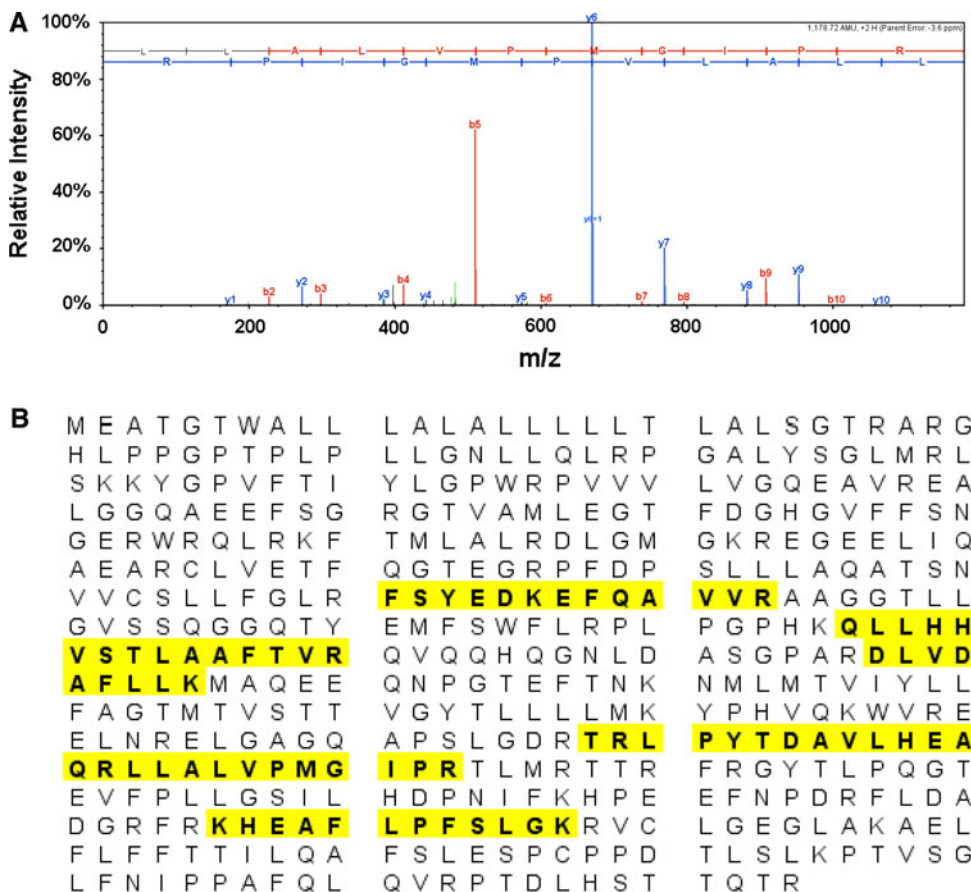 A
1,178.72 AMU, +2 H (Parent Error: -3.6 ppm)
L L A L V P M G I P R
R P I G M P V L A L L
Relative Intensity
100%
80%
60%
40%
20%
0%
y1 b2 y2 b3 y3 b4 y4 b5 y5 b6 y6 y6+1 b7 y7 b8 y8 b9 y9 b10 y10
0 200 400 600 800 1000
m/z
B
M E A T G T W A L L L A L A L L L L L T L A L S G T R A R G
H L P P G P T P L P L L G N L L Q L R P G A L Y S G L M R L
S K K Y G P V F T I Y L G P W R P V V V L V G Q E A V R E A
L G G Q A E E F S G R G T V A M L E G T F D G H G V F F S N
G E R W R Q L R K F T M L A L R D L G M G K R E G E E L I Q
A E A R C L V E T F Q G T E G R P F D P S L L L A Q A T S N
V V C S L L F G L R F S Y E D K E F Q A V V R A A G G T L L
G V S S Q G G Q T Y E M F S W F L R P L P G P H K Q L L H H
V S T L A A F T V R Q V Q Q H Q G N L D A S G P A R D L V D
A F L L K M A Q E E Q N P G T E F T N K N M L M T V I Y L L
F A G T M T V S T T V G Y T L L L L M K Y P H V Q K W V R E
E L N R E L G A G Q A P S L G D R T R L P Y T D A V L H E A
Q R L L A L V P M G I P R T L M R T T R F R G Y T L P Q G T
E V F P L L G S I L H D P N I F K H P E E F N P D R F L D A
D G R F R K H E A F L P F S L G K R V C L G E G L A K A E L
F L F F T T I L Q A F S L E S P C P P D T L S L K P T V S G
L F N I P P A F Q L Q V R P T D L H S T T Q T R